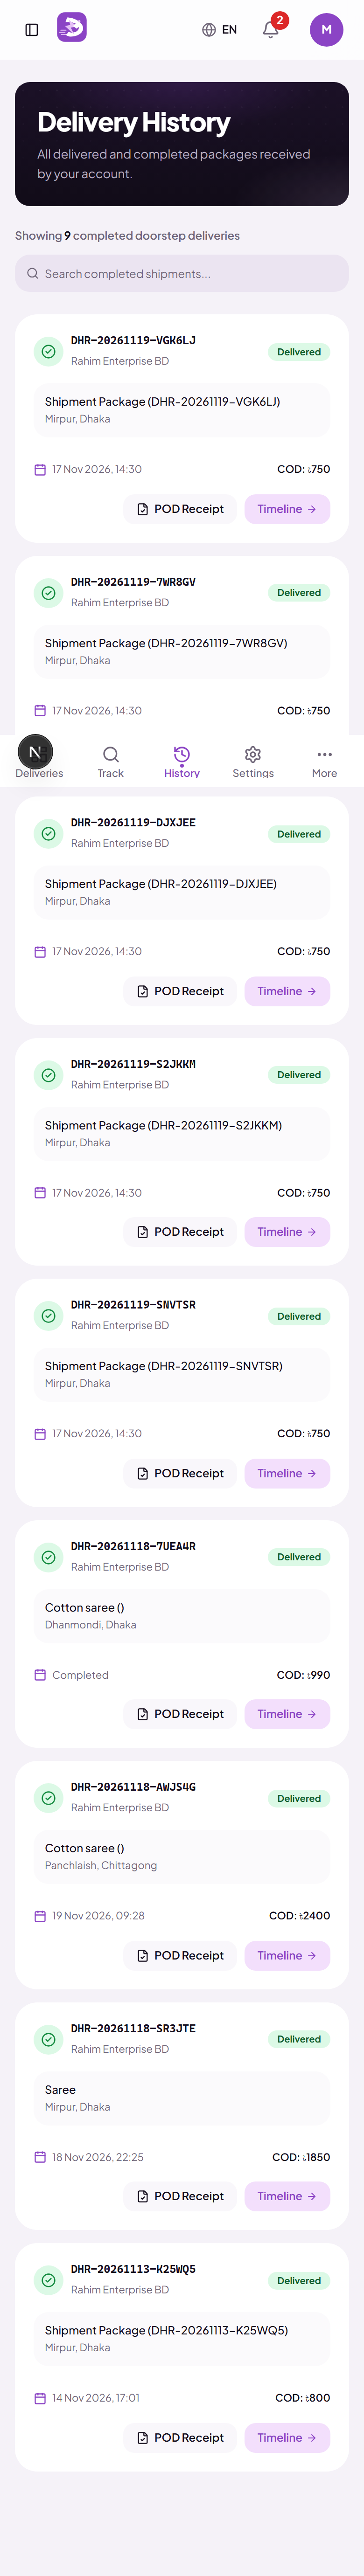 EN
2
M
Delivery History
All delivered and completed packages received
by your account.
Showing 9 completed doorstep deliveries
Search completed shipments...
DHR-20261119-VGK6LJ
Rahim Enterprise BD
Delivered
Shipment Package (DHR-20261119-VGK6LJ)
Mirpur, Dhaka
17 Nov 2026, 14:30
COD: ৳750
POD Receipt
Timeline →
DHR-20261119-7WR8GV
Rahim Enterprise BD
Delivered
Shipment Package (DHR-20261119-7WR8GV)
Mirpur, Dhaka
17 Nov 2026, 14:30
COD: ৳750
N
Deliveries
Track
History
Settings
More
DHR-20261119-DJXJEE
Rahim Enterprise BD
Delivered
Shipment Package (DHR-20261119-DJXJEE)
Mirpur, Dhaka
17 Nov 2026, 14:30
COD: ৳750
POD Receipt
Timeline →
DHR-20261119-S2JKKM
Rahim Enterprise BD
Delivered
Shipment Package (DHR-20261119-S2JKKM)
Mirpur, Dhaka
17 Nov 2026, 14:30
COD: ৳750
POD Receipt
Timeline →
DHR-20261119-SNVTSR
Rahim Enterprise BD
Delivered
Shipment Package (DHR-20261119-SNVTSR)
Mirpur, Dhaka
17 Nov 2026, 14:30
COD: ৳750
POD Receipt
Timeline →
DHR-20261118-7UEA4R
Rahim Enterprise BD
Delivered
Cotton saree ()
Dhanmondi, Dhaka
Completed
COD: ৳990
POD Receipt
Timeline →
DHR-20261118-AWJS4G
Rahim Enterprise BD
Delivered
Cotton saree ()
Panchlaish, Chittagong
19 Nov 2026, 09:28
COD: ৳2400
POD Receipt
Timeline →
DHR-20261118-SR3JTE
Rahim Enterprise BD
Delivered
Saree
Mirpur, Dhaka
18 Nov 2026, 22:25
COD: ৳1850
POD Receipt
Timeline →
DHR-20261113-K25WQ5
Rahim Enterprise BD
Delivered
Shipment Package (DHR-20261113-K25WQ5)
Mirpur, Dhaka
14 Nov 2026, 17:01
COD: ৳800
POD Receipt
Timeline →